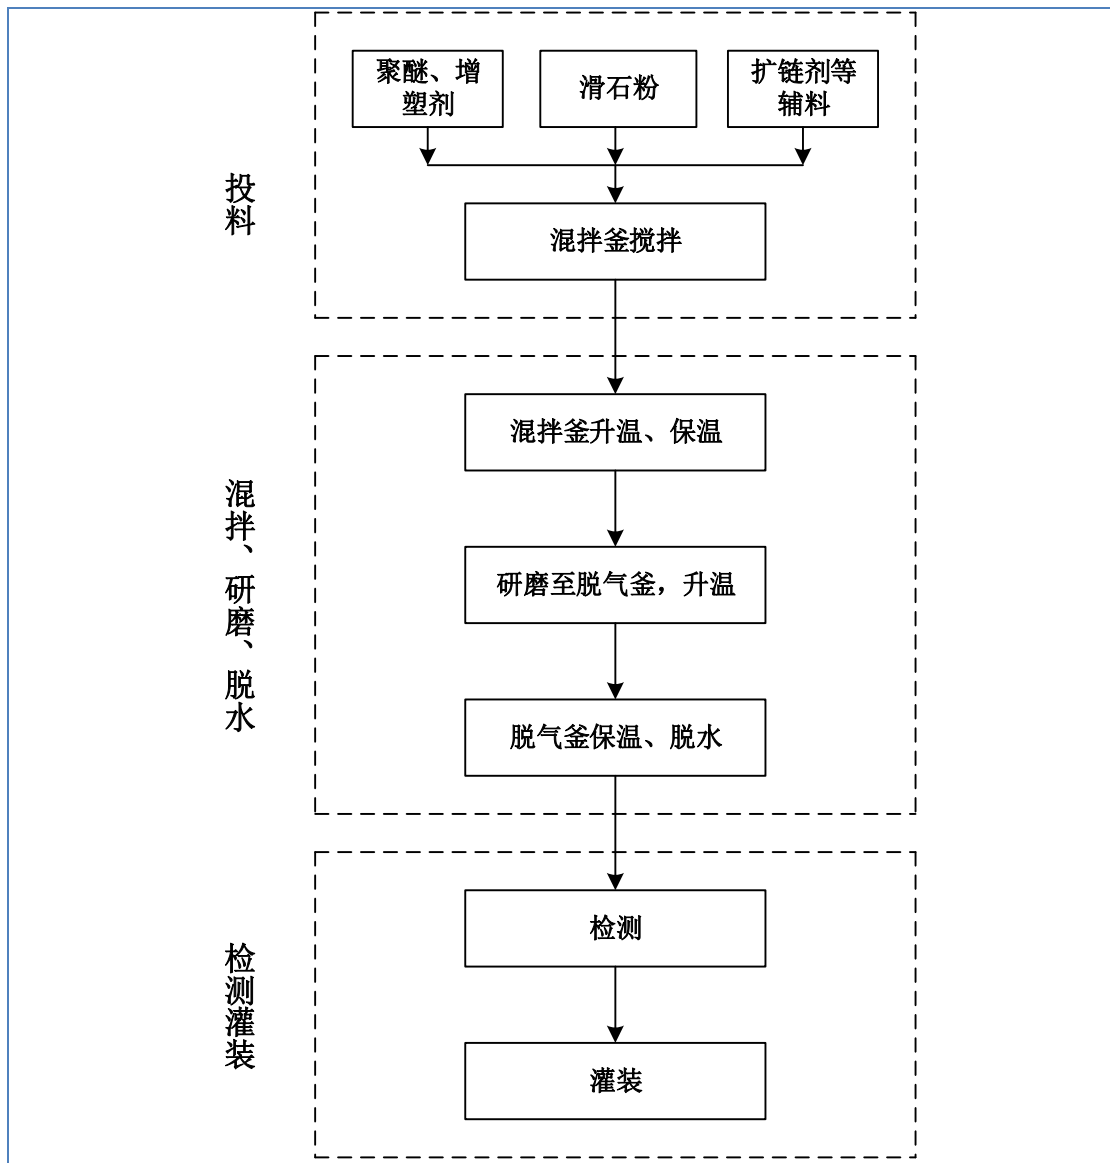 投料
聚醚、增
塑剂
滑石粉
扩链剂等
辅料
混拌釜搅拌
混拌、研磨、脱水
混拌釜升温、保温
研磨至脱气釜，升温
脱气釜保温、脱水
检测灌装
检测
灌装